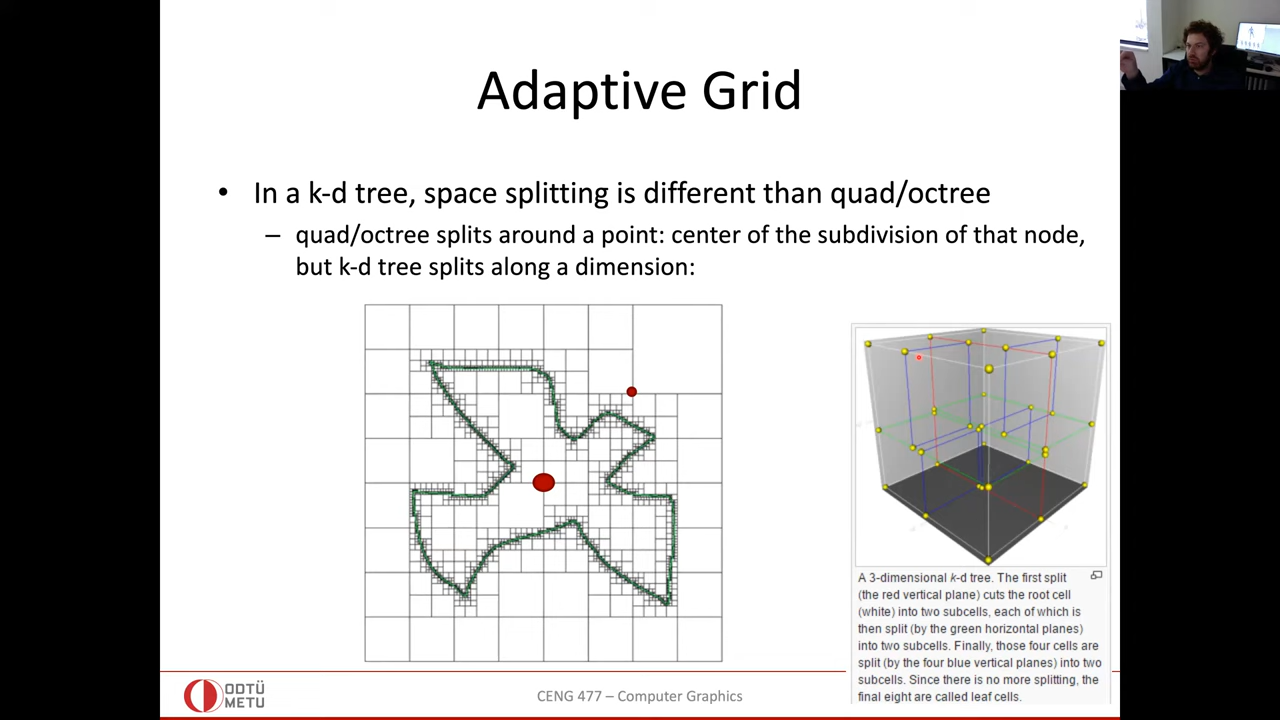 Adaptive Grid
• In a k-d tree, space splitting is different than quad/octree
– quad/octree splits around a point: center of the subdivision of that node,
but k-d tree splits along a dimension:
A 3-dimensional k-d tree. The first split
(the red vertical plane) cuts the root cell
(white) into two subcells, each of which is
then split (by the green horizontal planes)
into two subcells. Finally, those four cells are
split (by the four blue vertical planes) into two
subcells. Since there is no more splitting, the
final eight are called leaf cells.
ODTÜ
METU
CENG 477 – Computer Graphics